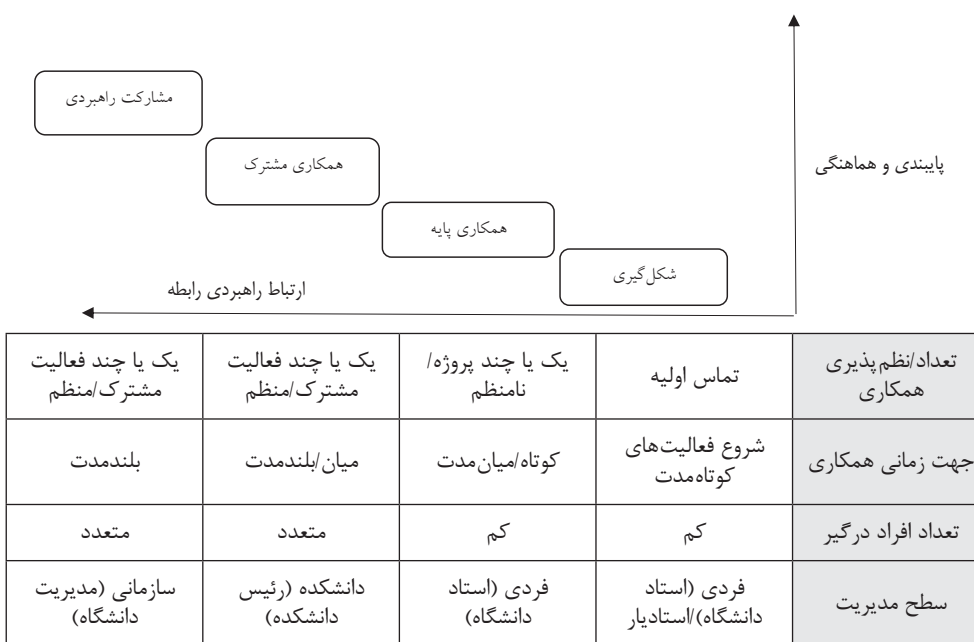 مشارکت راهبردی
همکاری مشترک
پایبندی و هماهنگی
همکاری پایه
شکل‌گیری
ارتباط راهبردی رابطه
تعداد/نظم‌پذیری
همکاری
تماس اولیه
یک یا چند پروژه/
نامنظم
یک یا چند فعالیت
مشترک/منظم
یک یا چند فعالیت
مشترک/منظم
جهت زمانی همکاری
شروع فعالیت‌های
کوتاه‌مدت
کوتاه/میان‌مدت
میان/بلندمدت
بلندمدت
تعداد افراد درگیر
کم
کم
متعدد
متعدد
سطح مدیریت
فردی (استاد
دانشگاه)/استادیار
فردی (استاد
دانشگاه)
دانشکده (رئیس
دانشکده)
سازمانی (مدیریت
دانشگاه)